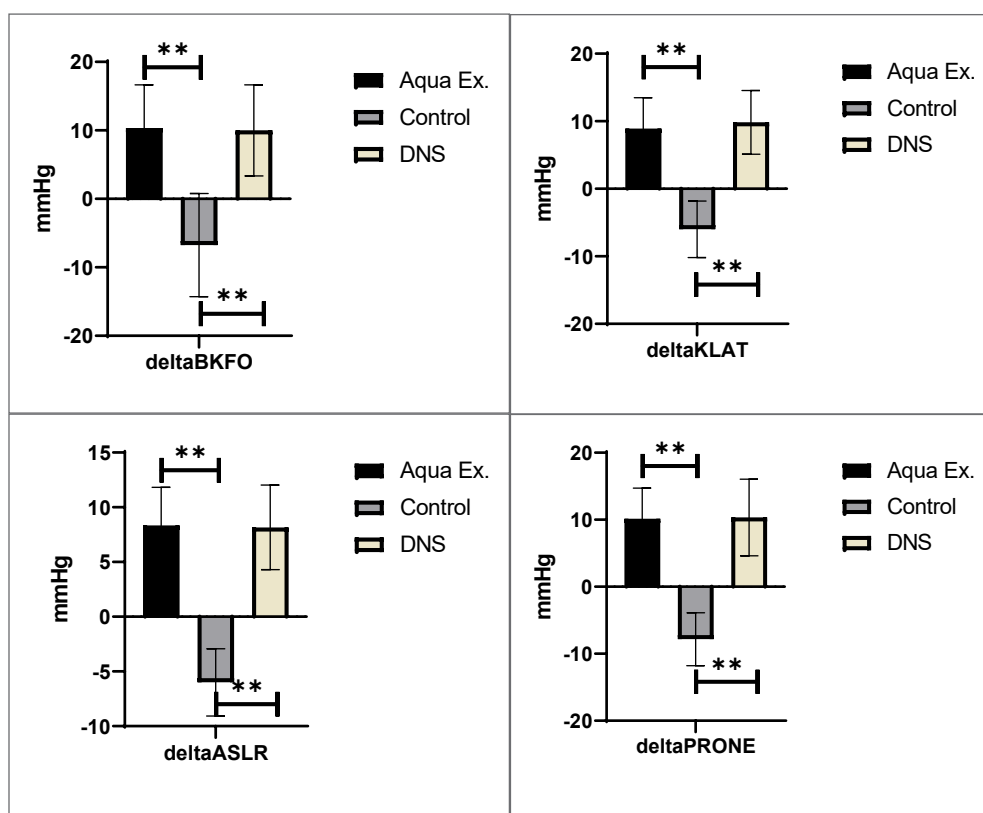 **
20
10
0
-10
-20
mmHg
**
deltaBKFO
Aqua Ex.
Control
DNS
**
20
10
0
-10
-20
mmHg
**
deltaKLAT
Aqua Ex.
Control
DNS
**
15
10
5
0
-5
-10
mmHg
**
deltaASLR
Aqua Ex.
Control
DNS
**
20
10
0
-10
-20
mmHg
**
deltaPRONE
Aqua Ex.
Control
DNS